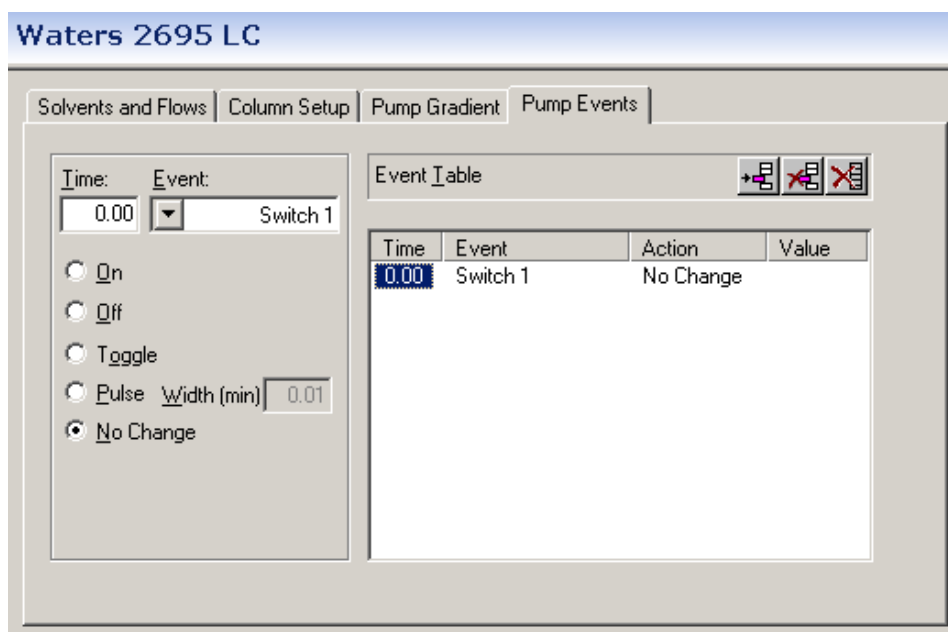 Waters 2695 LC
Solvents and Flows Column Setup Pump Gradient Pump Events
Time: Event:
0.00 Switch 1
On
Off
Toggle
Pulse Width (min) 0.01
No Change
Event Table
Time Event Action Value
0.00 Switch 1 No Change